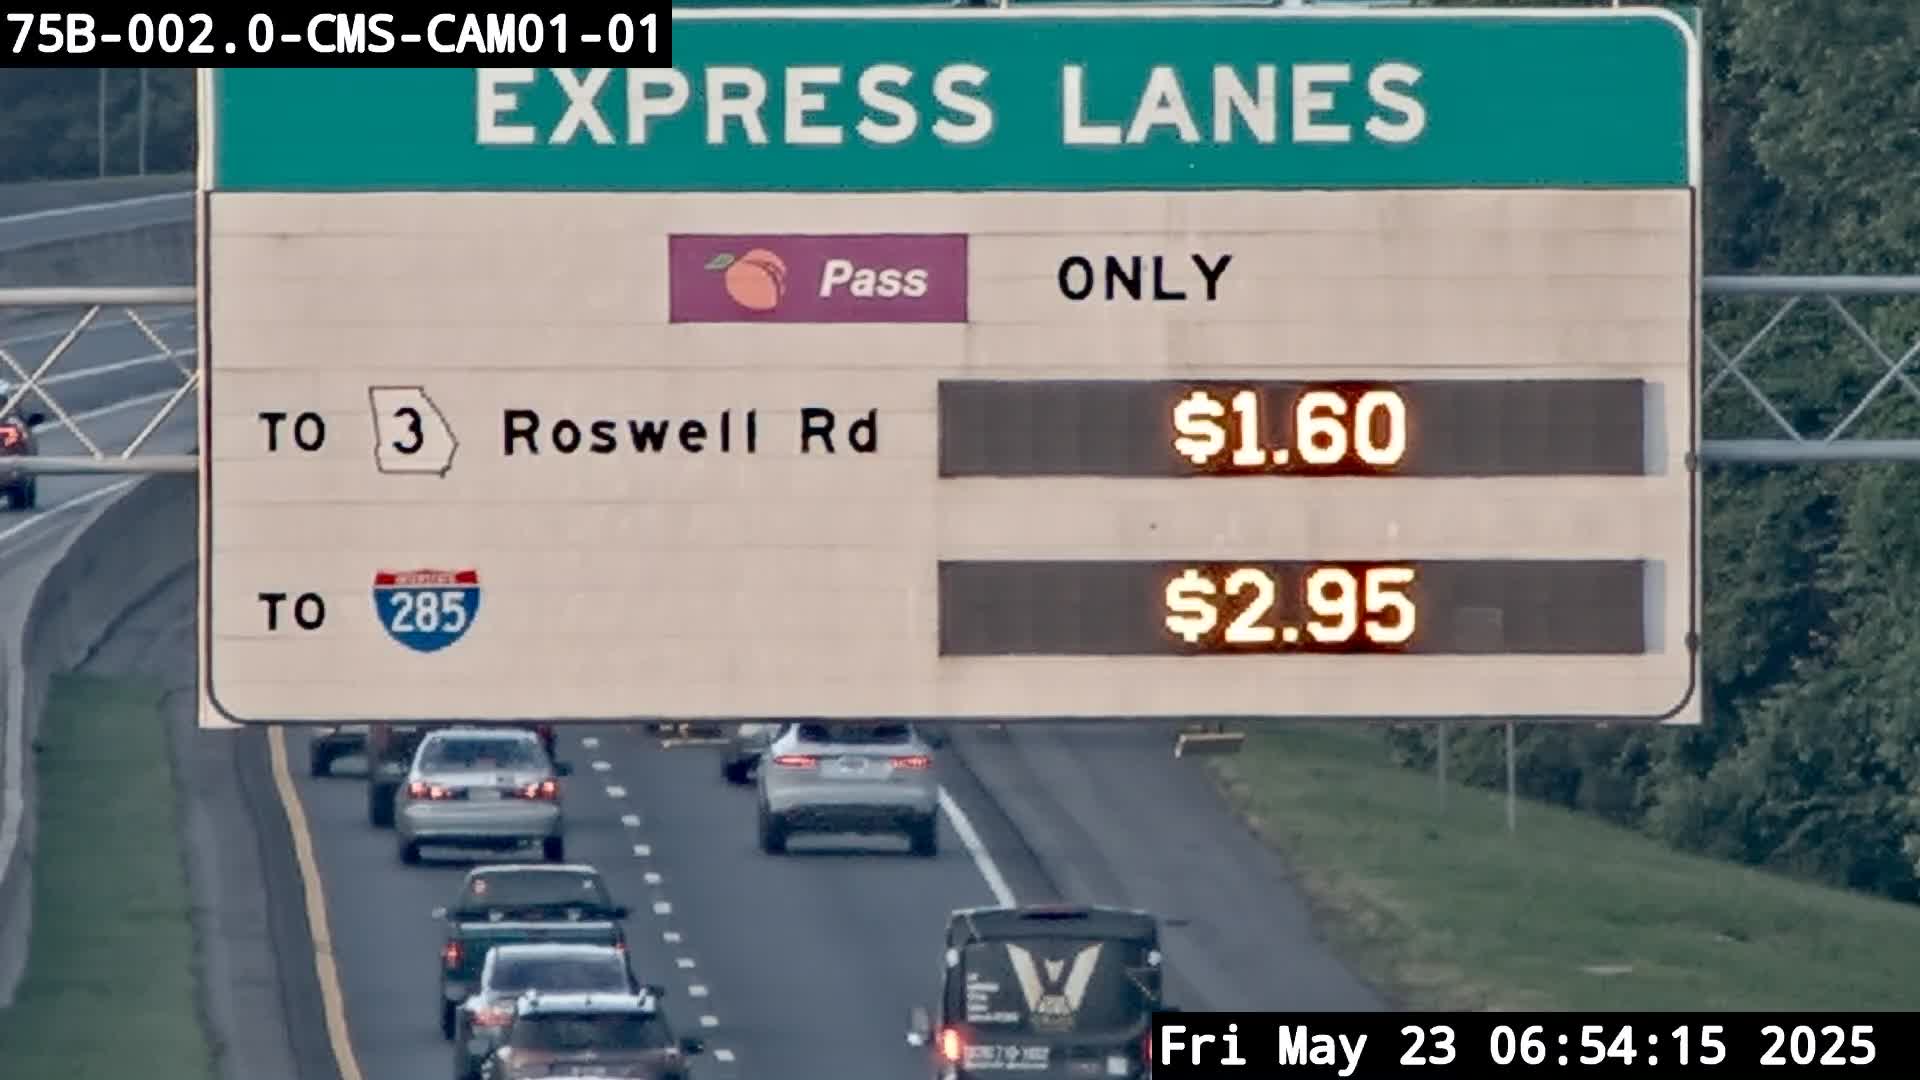 75B-002.0-CMS-CAM01-01
EXPRESS LANES
Pass ONLY
TO 3 Roswell Rd $1.60
TO 285 $2.95
Fri May 23 06:54:15 2025